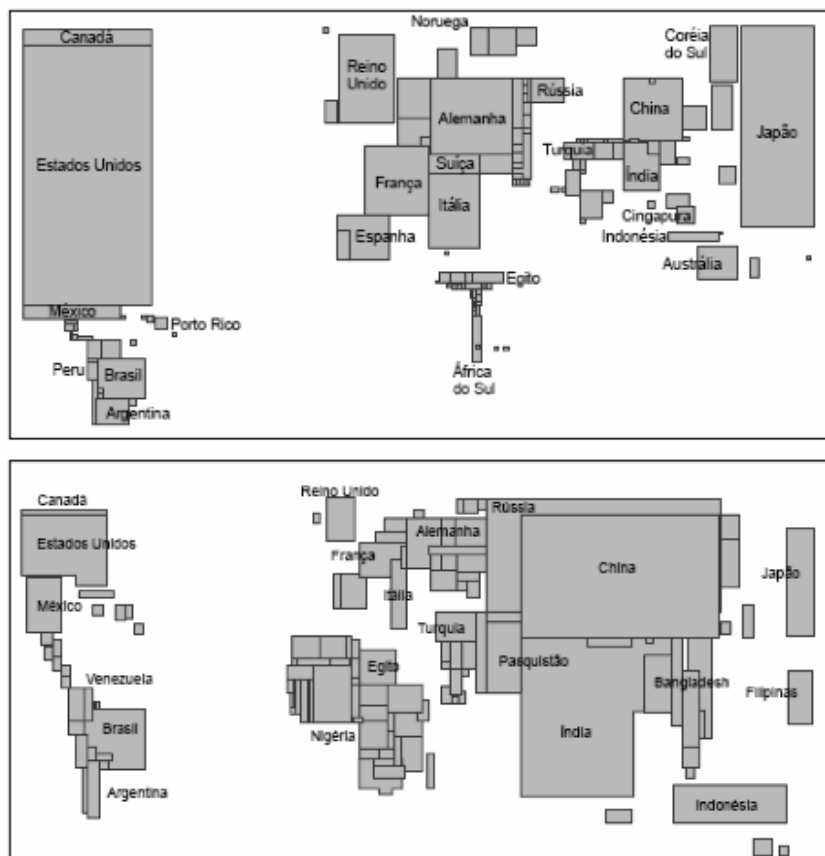 Canadá
Noruega
Coréia
do Sul
Reino
Unido
Rússia
China
Alemanha
Japão
Estados Unidos
Turquia
Suíça
França
Índia
Itália
Cingapura
Espanha
Indonésia
Austrália
Egito
México
Porto Rico
Peru
Brasil
África
do Sul
Argentina
Reino Unido
Canadá
Rússia
Alemanha
Estados Unidos
França
China
Japão
Itália
México
Turquia
Pasquistão
Egito
Venezuela
Bangladesh
Filipinas
Brasil
Nigéria
Índia
Argentina
Indonésia